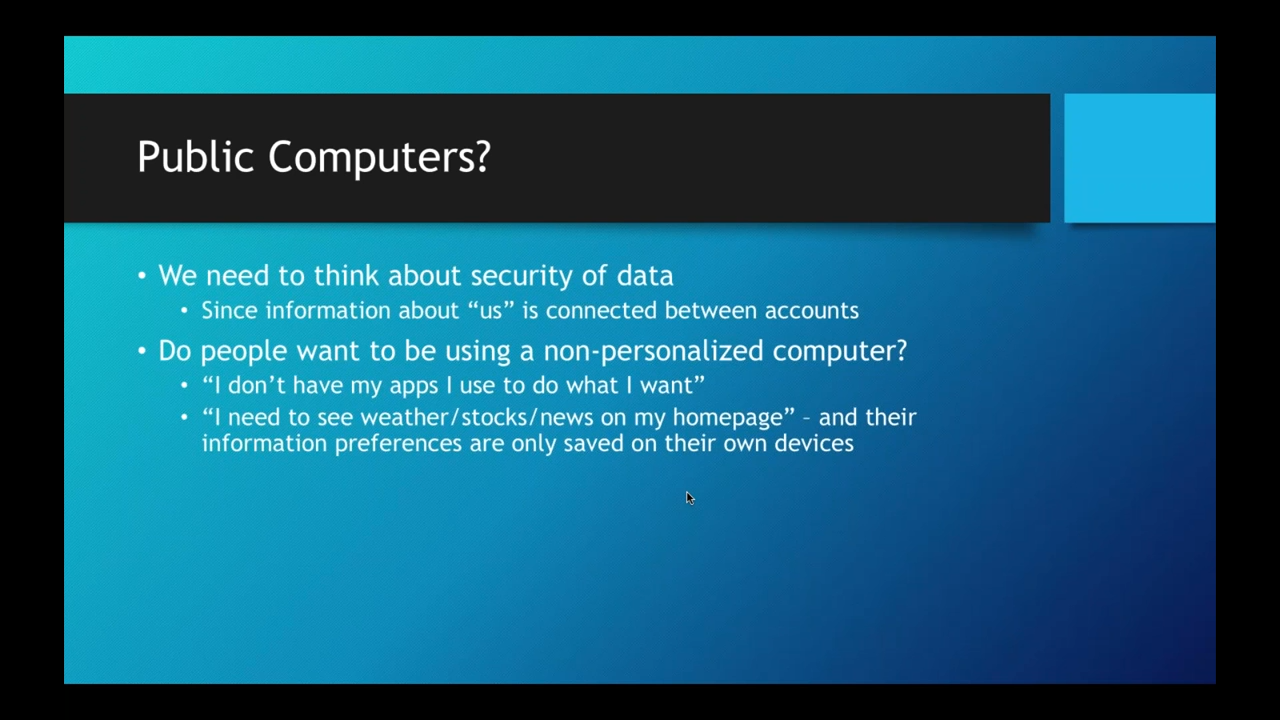 Public Computers?
• We need to think about security of data
• Since information about “us” is connected between accounts
• Do people want to be using a non-personalized computer?
• “I don’t have my apps I use to do what I want”
• “I need to see weather/stocks/news on my homepage” – and their
information preferences are only saved on their own devices